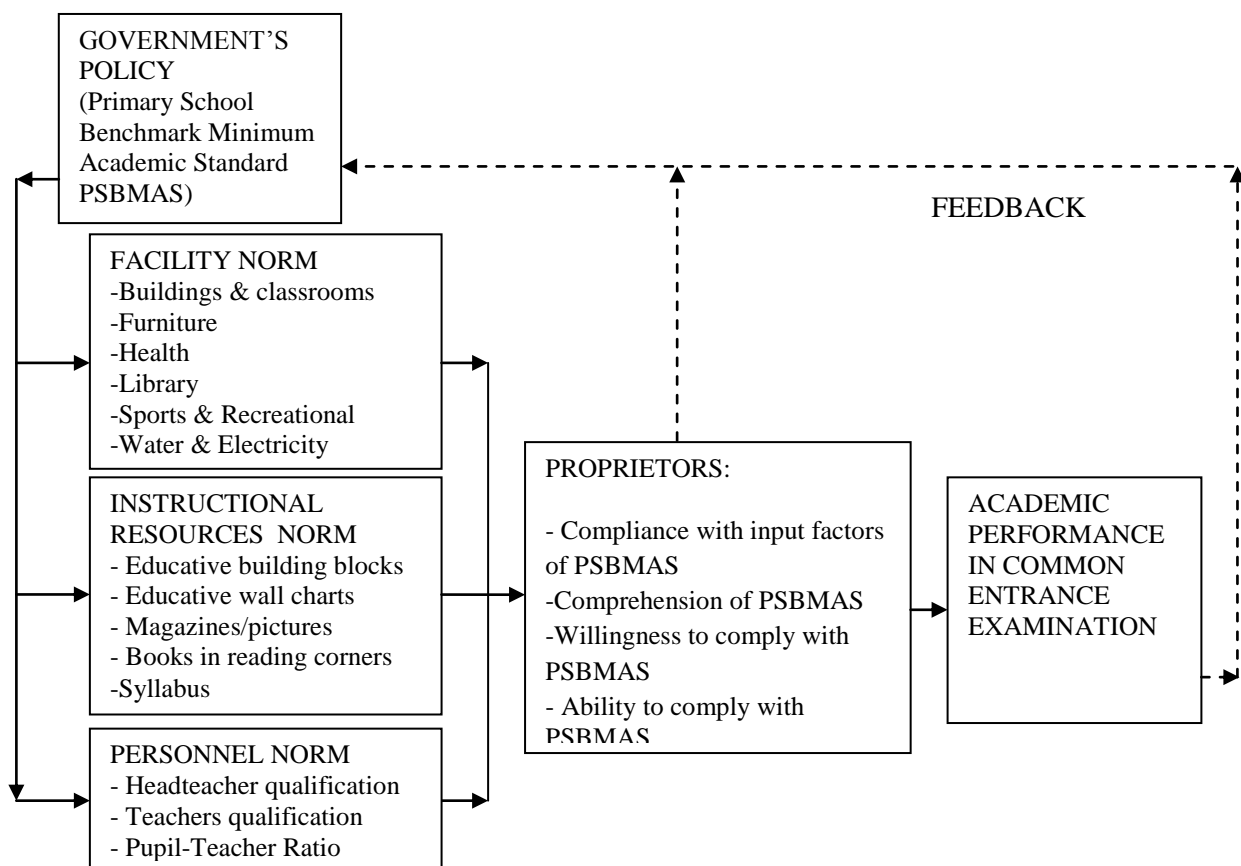 GOVERNMENT’S
POLICY
(Primary School
Benchmark Minimum
Academic Standard
PSBMAS)
FEEDBACK
FACILITY NORM
-Buildings & classrooms
-Furniture
-Health
-Library
-Sports & Recreational
-Water & Electricity
INSTRUCTIONAL
RESOURCES NORM
- Educative building blocks
- Educative wall charts
- Magazines/pictures
- Books in reading corners
-Syllabus
PERSONNEL NORM
- Headteacher qualification
- Teachers qualification
- Pupil-Teacher Ratio
PROPRIETORS:
- Compliance with input factors
of PSBMAS
-Comprehension of PSBMAS
-Willingness to comply with
PSBMAS
- Ability to comply with
PSBMAS
ACADEMIC
PERFORMANCE
IN COMMON
ENTRANCE
EXAMINATION